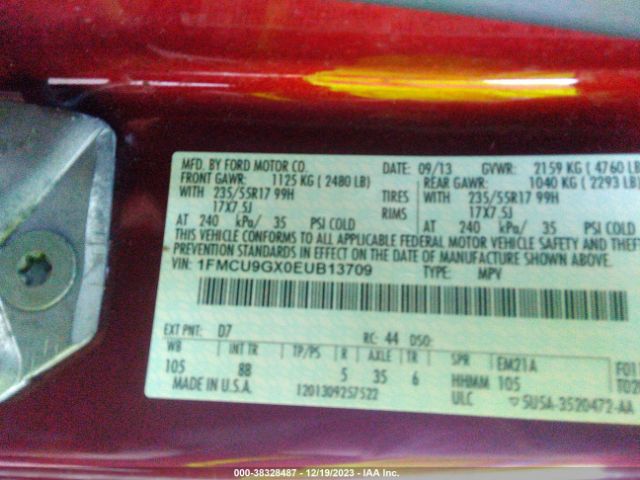 MFD. BY FORD MOTOR CO.
DATE: 09/13 GVWR: 2159 KG ( 4760 LB
FRONT GAWR: 1125 KG ( 2480 LB) REAR GAWR: 1040 KG ( 2293 LB)
WITH 235/55R17 99H TIRES WITH 235/55R17 99H
17X7.5J RIMS 17X7.5J
AT 240 kPa/ 35 PSI COLD AT 240 kPa/ 35 PSI COLD
THIS VEHICLE CONFORMS TO ALL APPLICABLE FEDERAL MOTOR VEHICLE SAFETY AND THEFT
PREVENTION STANDARDS IN EFFECT ON THE DATE OF MANUFACTURE SHOWN ABOVE.
VIN: 1FMCU9GX0EUB13709 TYPE: MPV
EXT PNT: D7 RC: 44 DSO:
WB INT TR TP/PS R AXLE TR SPR EM21A
105 88 5 35 6 HHMM 105
MADE IN U.S.A. 1201309257522 ULC 5U5A-3520472-AA
000-38328487 - 12/19/2023 - IAA Inc.